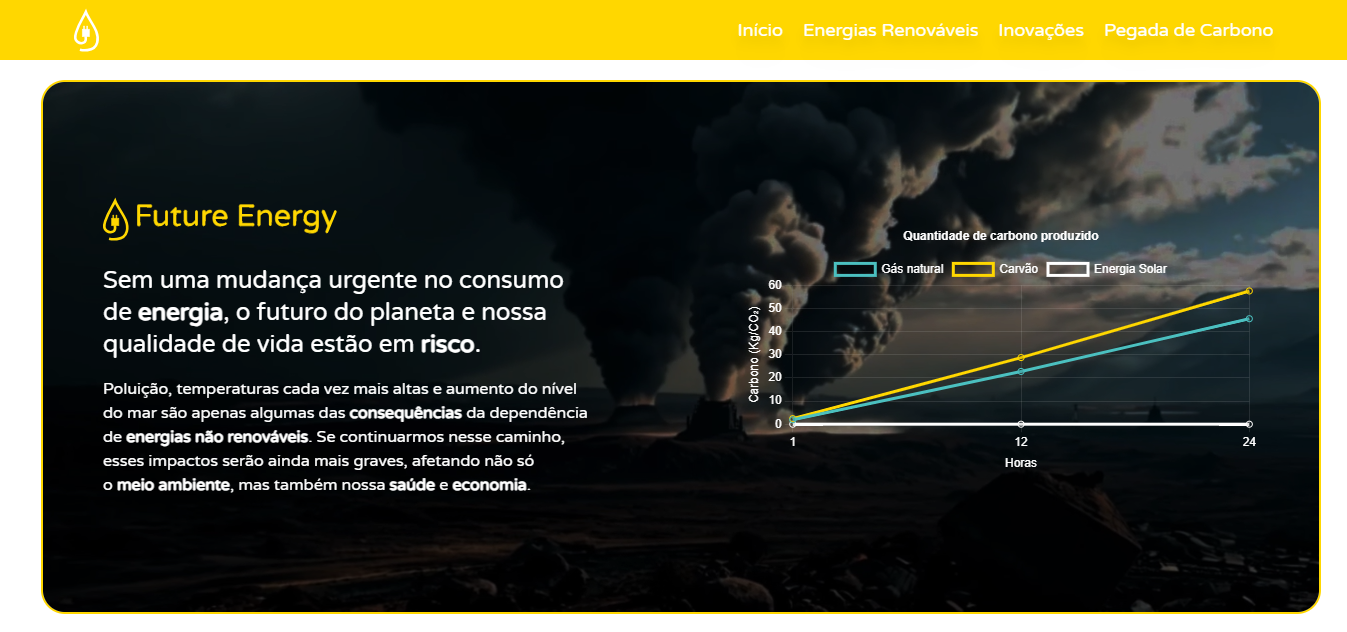 Início Energias Renováveis Inovações Pegada de Carbono
Future Energy
Sem uma mudança urgente no consumo
de energia, o futuro do planeta e nossa
qualidade de vida estão em risco.
Poluição, temperaturas cada vez mais altas e aumento do nível
do mar são apenas algumas das consequências da dependência
de energias não renováveis. Se continuarmos nesse caminho,
esses impactos serão ainda mais graves, afetando não só
o meio ambiente, mas também nossa saúde e economia.
Quantidade de carbono produzido
Gás natural Carvão Energia Solar
Carbono (Kg/CO₂)
60
50
40
30
20
10
0
1 12 24
Horas